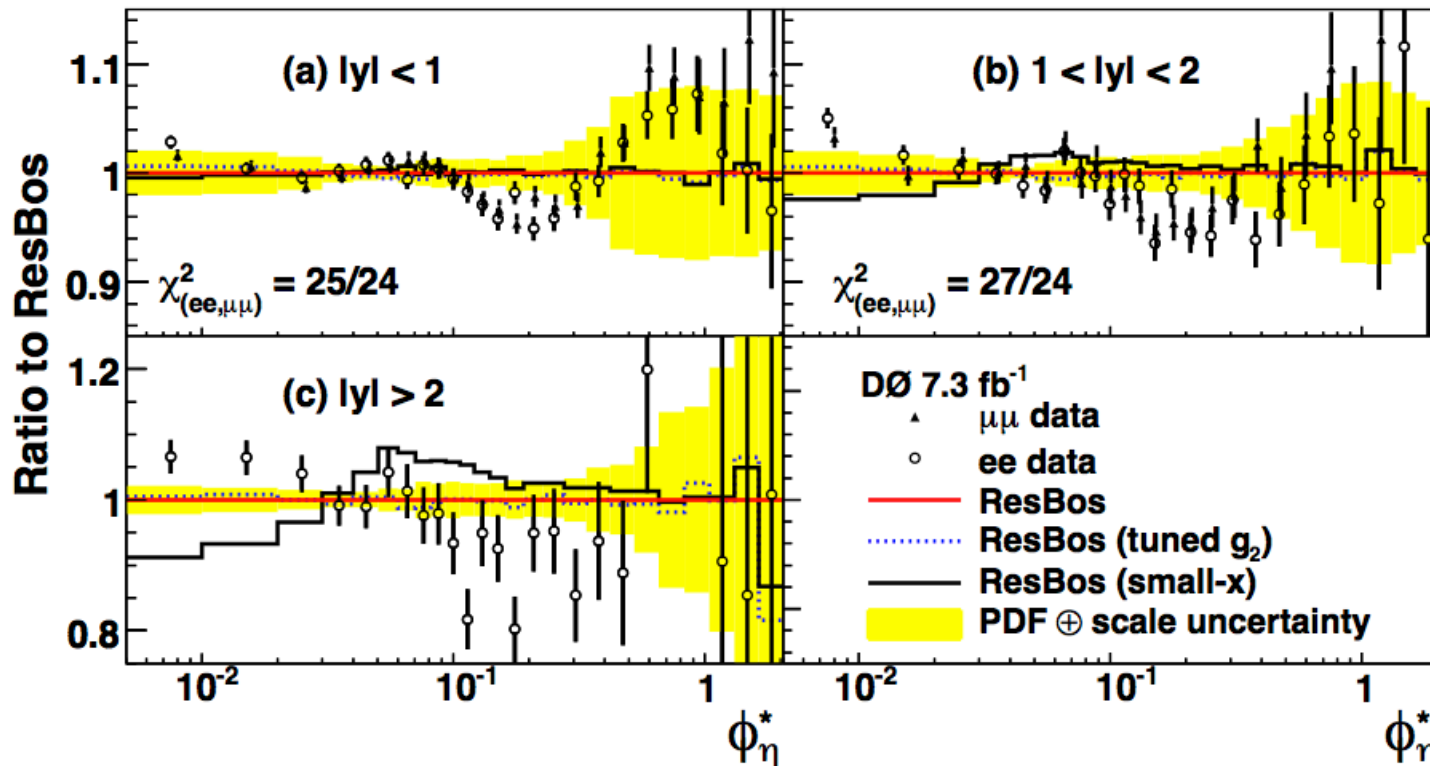 Ratio to ResBos
1.1
1
0.9
(a) |y| < 1
χ²(ee,μμ) = 25/24
(b) 1 < |y| < 2
χ²(ee,μμ) = 27/24
1.2
1
0.8
(c) |y| > 2
10⁻² 10⁻¹ 1
ϕ*η
DØ 7.3 fb⁻¹
μμ data
ee data
ResBos
ResBos (tuned g₂)
ResBos (small-x)
PDF ⊕ scale uncertainty
10⁻² 10⁻¹ 1
ϕ*η